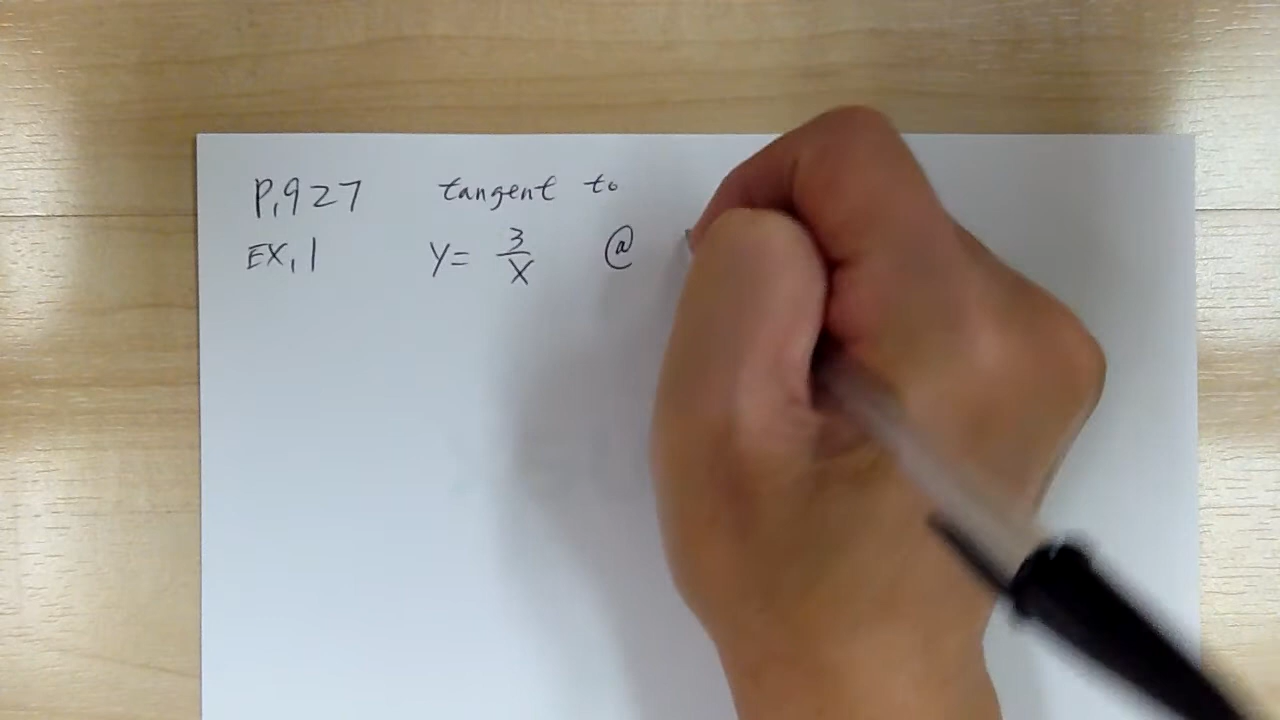 P.927 tangent to
EX.1 y= 3/x @